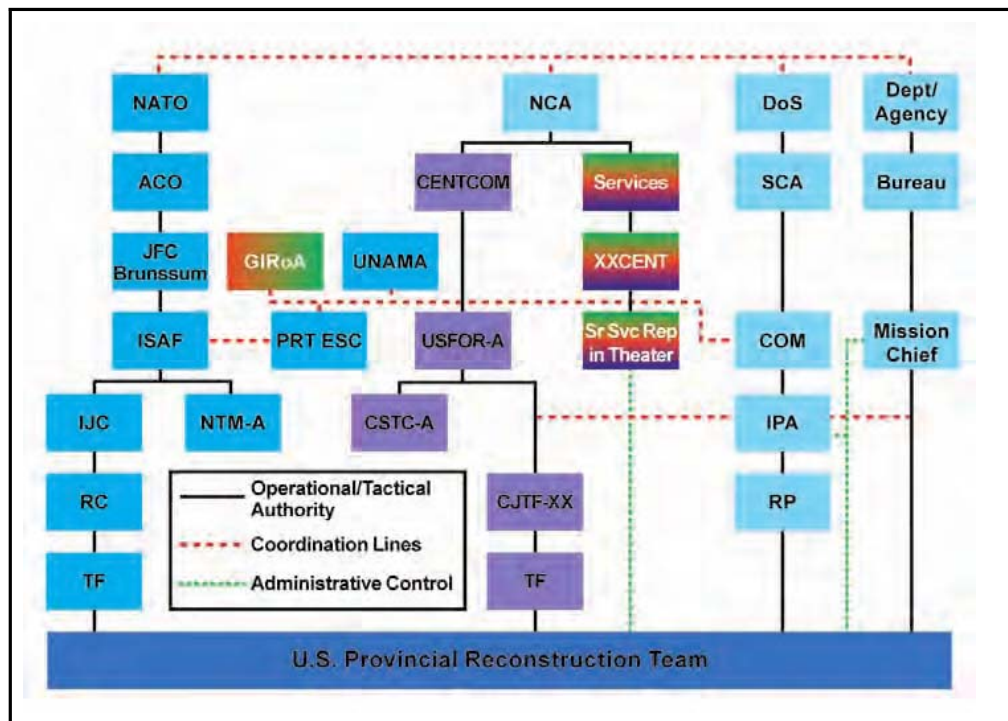 NATO
NCA
DoS
Dept/
Agency
ACO
CENTCOM
Services
SCA
Bureau
JFC
Brunssum
GIRoA
UNAMA
XXCENT
ISAF
PRT ESC
USFOR-A
Sr Svc Rep
in Theater
COM
Mission
Chief
IJC
NTM-A
CSTC-A
IPA
RC
CJTF-XX
RP
TF
TF
Operational/Tactical
Authority
Coordination Lines
Administrative Control
U.S. Provincial Reconstruction Team